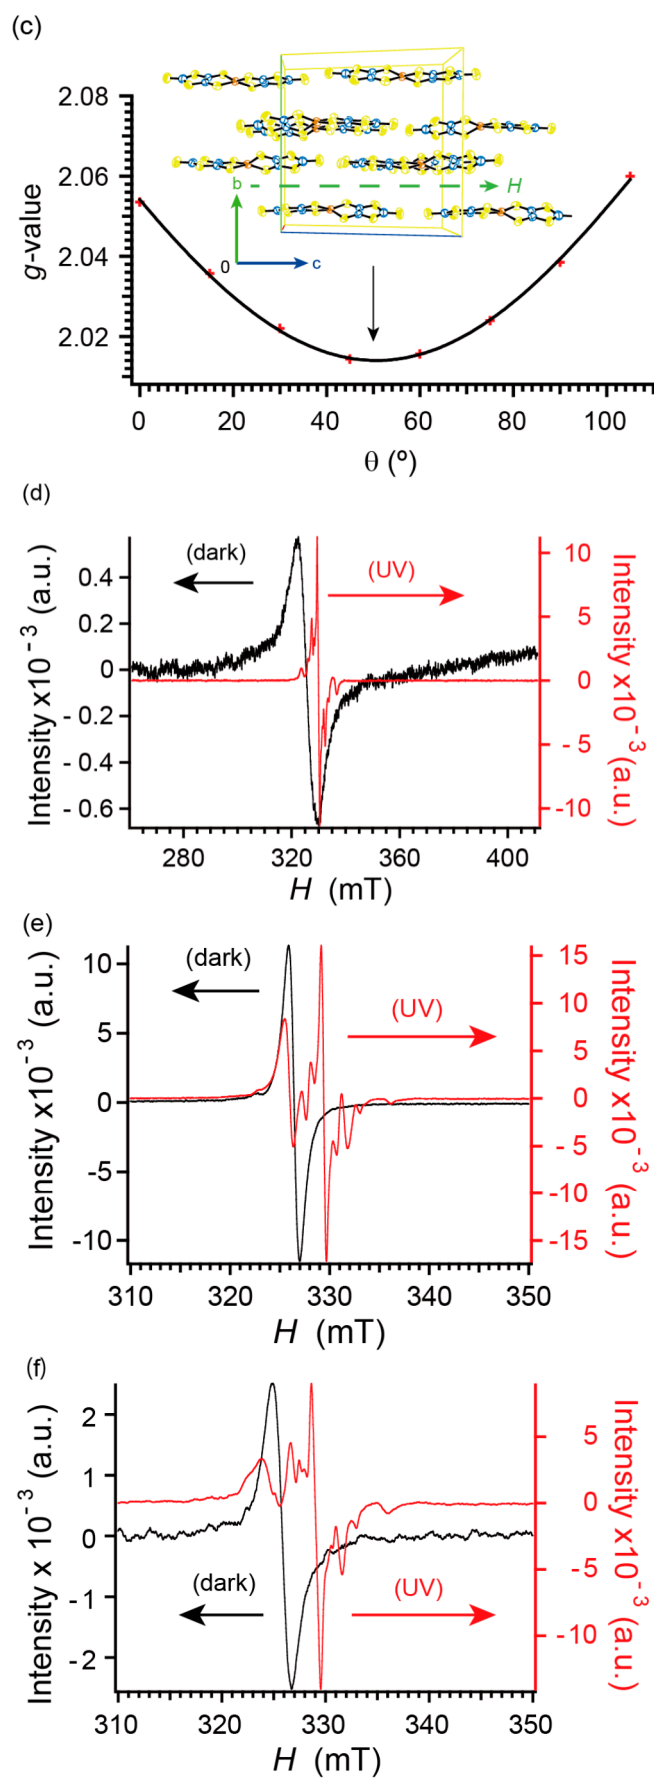 (c)
2.08
2.06
2.04
2.02
g-value
b
0
c
H
0 20 40 60 80 100
θ (º)
(d)
Intensity x10⁻³ (a.u.)
0.4
0.2
0
- 0.2
- 0.4
- 0.6
(dark)
(UV)
10
5
0
- 5
-10
Intensity x10⁻³ (a.u.)
280 320 360 400
H (mT)
(e)
Intensity x10⁻³ (a.u.)
10
5
0
-5
-10
(dark)
(UV)
15
10
5
0
-5
-10
-15
Intensity x10⁻³ (a.u.)
310 320 330 340 350
H (mT)
(f)
Intensity x 10⁻³ (a.u.)
2
1
0
-1
-2
(dark)
(UV)
5
0
-5
-10
Intensity x10⁻³ (a.u.)
310 320 330 340 350
H (mT)